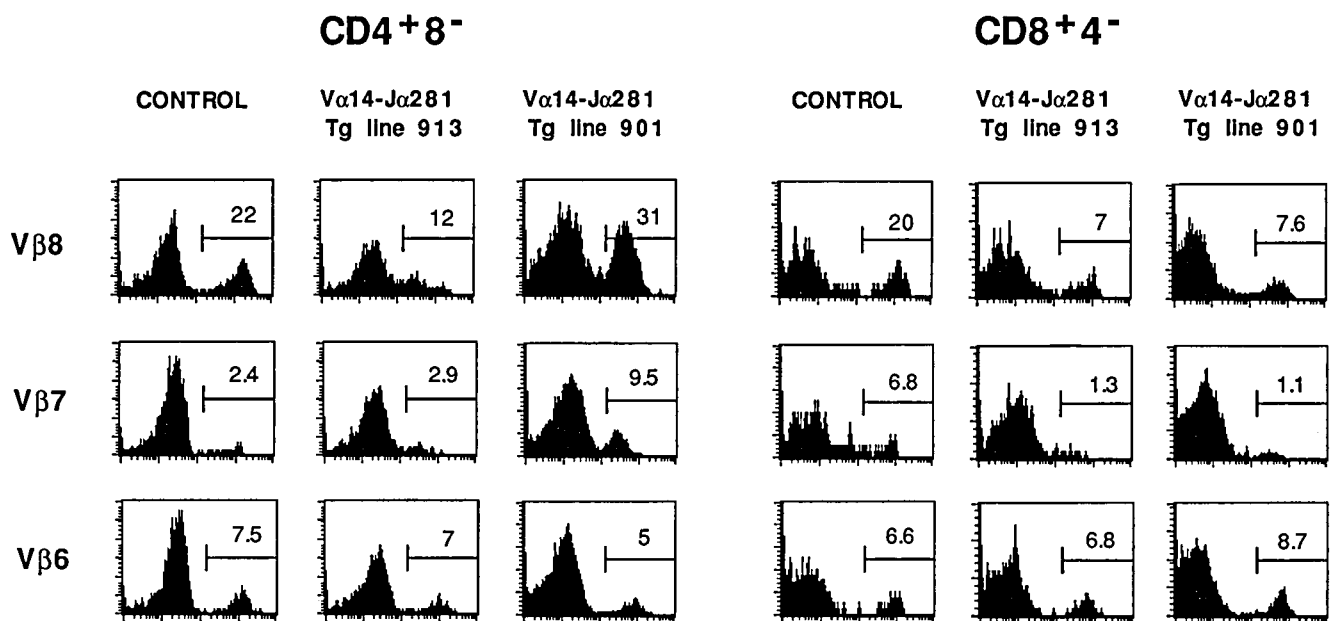 CD4+8- CD8+4-
CONTROL Vα14-Jα281 Tg line 913 Vα14-Jα281 Tg line 901 CONTROL Vα14-Jα281 Tg line 913 Vα14-Jα281 Tg line 901
Vβ8 22 12 31 20 7 7.6
Vβ7 2.4 2.9 9.5 6.8 1.3 1.1
Vβ6 7.5 7 5 6.6 6.8 8.7